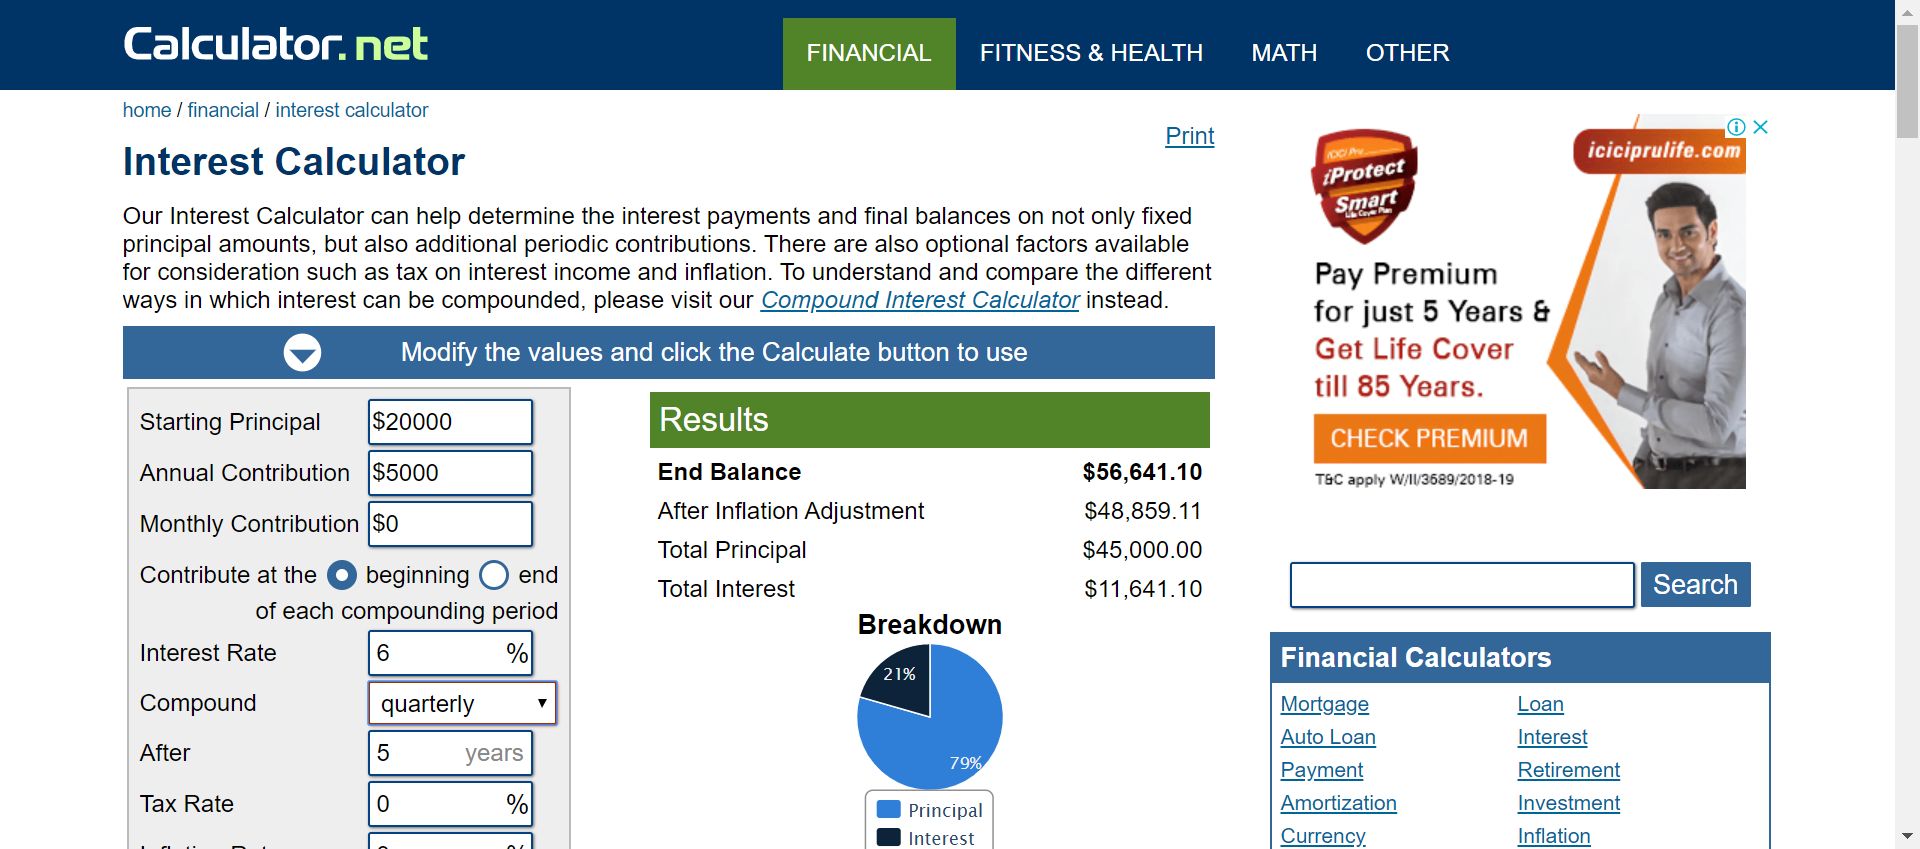 Calculator.net
FINANCIAL
FITNESS & HEALTH
MATH
OTHER
home / financial / interest calculator
Print
Interest Calculator
Our Interest Calculator can help determine the interest payments and final balances on not only fixed
principal amounts, but also additional periodic contributions. There are also optional factors available
for consideration such as tax on interest income and inflation. To understand and compare the different
ways in which interest can be compounded, please visit our Compound Interest Calculator instead.
Modify the values and click the Calculate button to use
Starting Principal $20000
Annual Contribution $5000
Monthly Contribution $0
Contribute at the beginning end
of each compounding period
Interest Rate 6 %
Compound quarterly
After 5 years
Tax Rate 0 %
Results
End Balance $56,641.10
After Inflation Adjustment $48,859.11
Total Principal $45,000.00
Total Interest $11,641.10
Breakdown
21%
79%
Principal
Interest
iciciprulife.com
iProtect
Smart
Pay Premium
for just 5 Years &
Get Life Cover
till 85 Years.
CHECK PREMIUM
T&C apply W/II/3689/2018-19
Search
Financial Calculators
Mortgage Loan
Auto Loan Interest
Payment Retirement
Amortization Investment
Currency Inflation